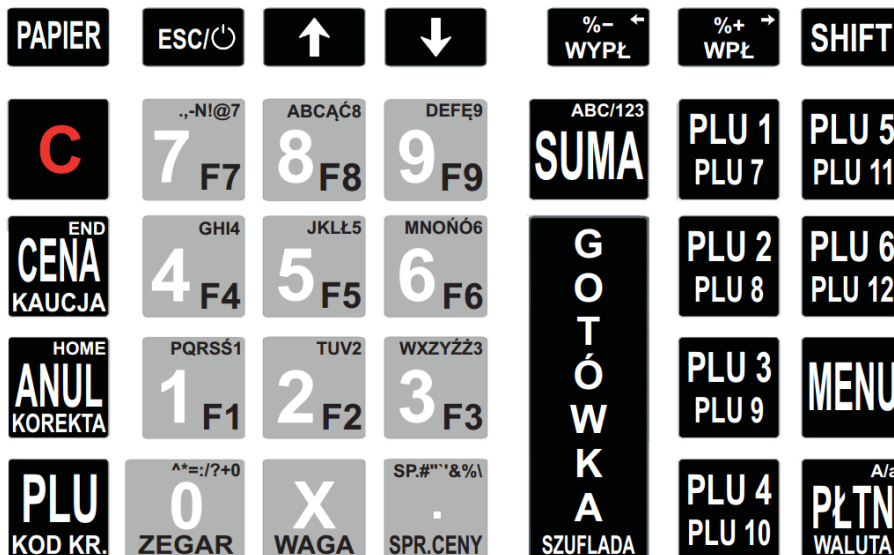 PAPIER
ESC/
%−
WYPŁ
%+
WPŁ
SHIFT
C
.,-N!@7
7
F7
ABCĄĆ8
8
F8
DEFĘ9
9
F9
ABC/123
SUMA
PLU 1
PLU 7
PLU 5
PLU 11
END
CENA
KAUCJA
GHI4
4
F4
JKLŁ5
5
F5
MNOŃÓ6
6
F6
GOTÓWKA
SZUFLADA
PLU 2
PLU 8
PLU 6
PLU 12
HOME
ANUL
KOREKTA
PQRSŚ1
1
F1
TUV2
2
F2
WXZYŹŻ3
3
F3
PLU 3
PLU 9
MENU
PLU
KOD KR.
^*=:/?+0
0
ZEGAR
X
WAGA
SP.#"`'&%\
.
SPR.CENY
PLU 4
PLU 10
A/a
PŁTN
WALUTA